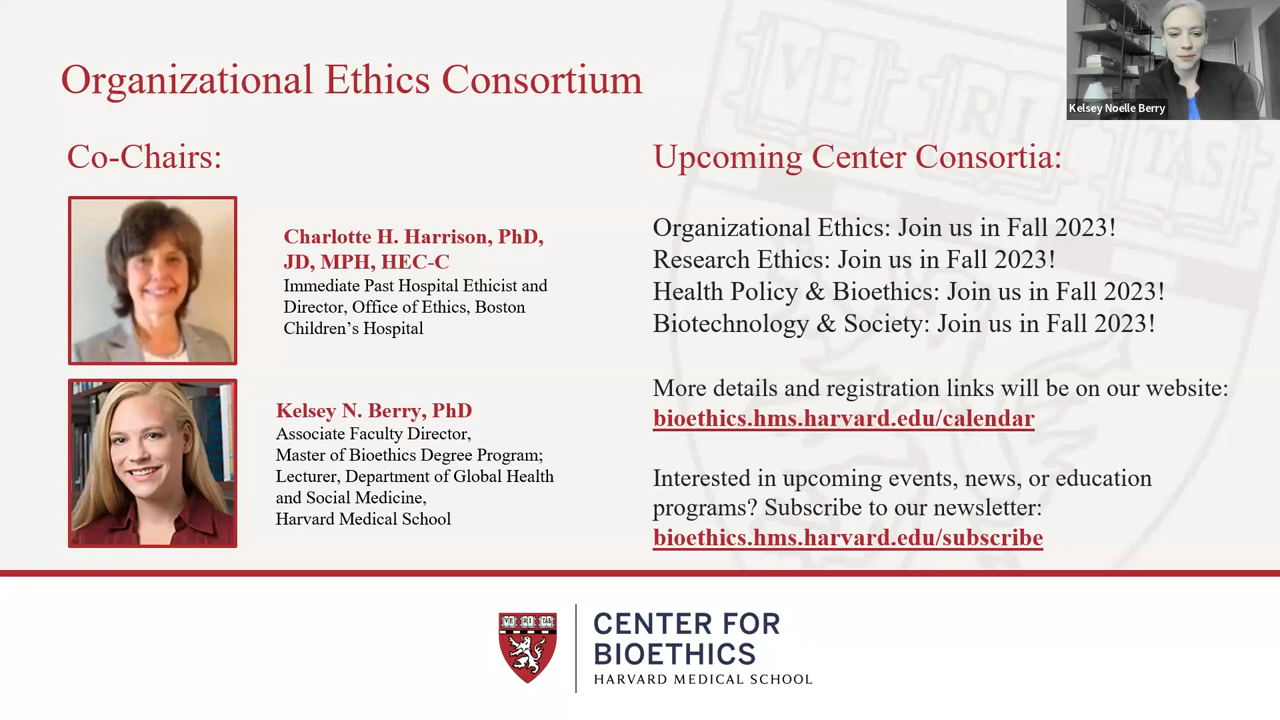 Organizational Ethics Consortium
Kelsey Noelle Berry
Co-Chairs:
Charlotte H. Harrison, PhD,
JD, MPH, HEC-C
Immediate Past Hospital Ethicist and
Director, Office of Ethics, Boston
Children's Hospital
Kelsey N. Berry, PhD
Associate Faculty Director,
Master of Bioethics Degree Program;
Lecturer, Department of Global Health
and Social Medicine,
Harvard Medical School
Upcoming Center Consortia:
Organizational Ethics: Join us in Fall 2023!
Research Ethics: Join us in Fall 2023!
Health Policy & Bioethics: Join us in Fall 2023!
Biotechnology & Society: Join us in Fall 2023!
More details and registration links will be on our website:
bioethics.hms.harvard.edu/calendar
Interested in upcoming events, news, or education
programs? Subscribe to our newsletter:
bioethics.hms.harvard.edu/subscribe
VE RI TAS
VE RI TAS
CENTER FOR
BIOETHICS
HARVARD MEDICAL SCHOOL